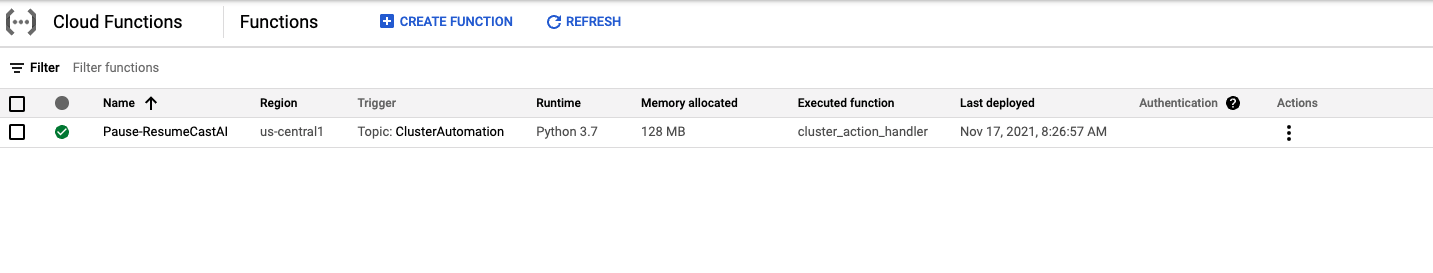 Cloud Functions Functions CREATE FUNCTION REFRESH
Filter Filter functions
Name Region Trigger Runtime Memory allocated Executed function Last deployed Authentication ? Actions
Pause-ResumeCastAI us-central1 Topic: ClusterAutomation Python 3.7 128 MB cluster_action_handler Nov 17, 2021, 8:26:57 AM